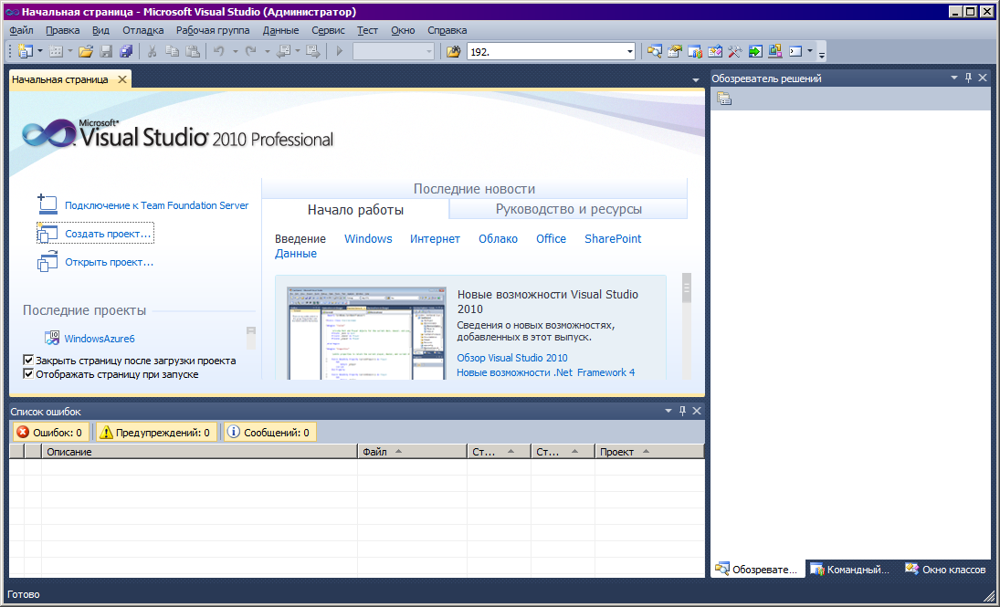 Начальная страница - Microsoft Visual Studio (Администратор)
Файл Правка Вид Отладка Рабочая группа Данные Сервис Тест Окно Справка
192.
Начальная страница
Microsoft®
Visual Studio® 2010 Professional
Подключение к Team Foundation Server
Создать проект...
Открыть проект...
Последние проекты
WindowsAzure6
Закрыть страницу после загрузки проекта
Отображать страницу при запуске
Последние новости
Начало работы Руководство и ресурсы
Введение Windows Интернет Облако Office SharePoint
Данные
Новые возможности Visual Studio
2010
Сведения о новых возможностях,
добавленных в этот выпуск.
Обзор Visual Studio 2010
Новые возможности .Net Framework 4
Обозреватель решений
Список ошибок
Ошибок: 0 Предупреждений: 0 Сообщений: 0
Описание Файл Ст... Ст... Проект
Обозревате... Командный... Окно классов
Готово